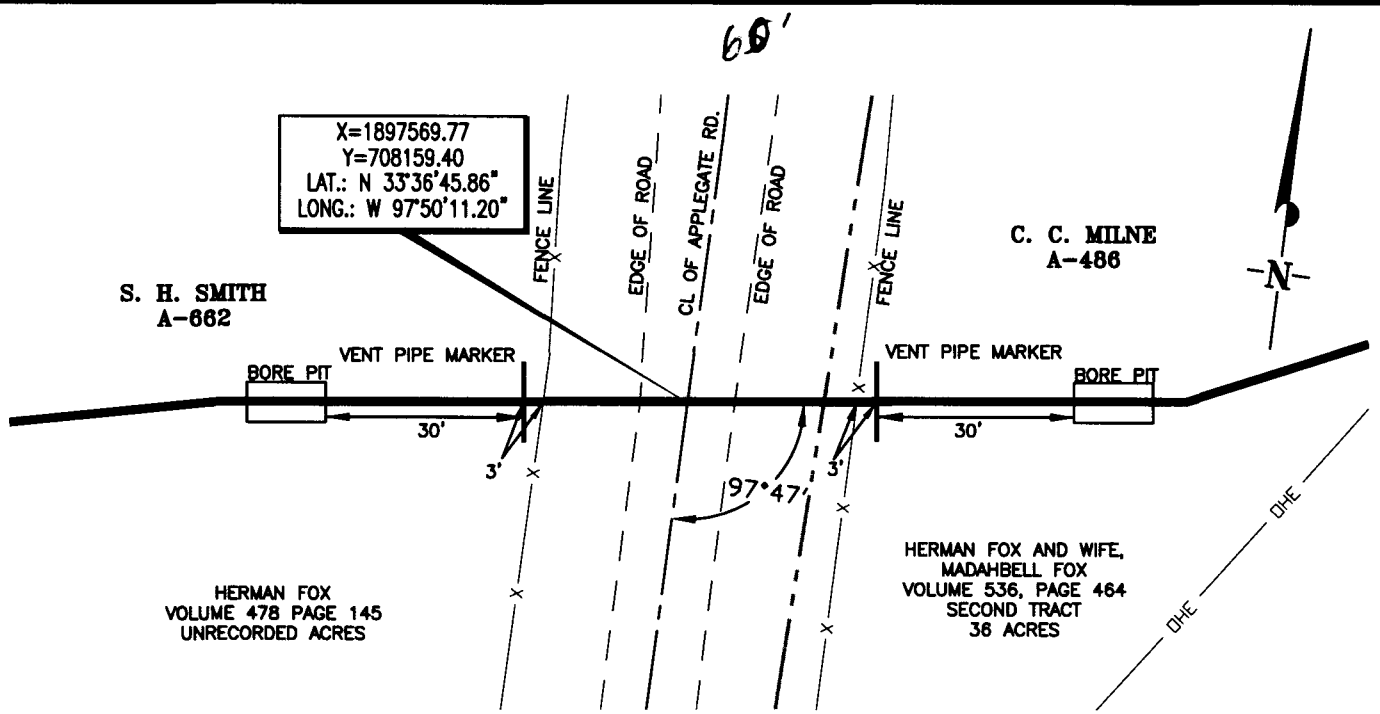 60'
X=1897569.77
Y=708159.40
LAT.: N 33°36'45.86"
LONG.: W 97°50'11.20"
FENCE LINE
EDGE OF ROAD
CL OF APPLEGATE RD.
EDGE OF ROAD
FENCE LINE
C. C. MILNE
A-486
N
S. H. SMITH
A-662
VENT PIPE MARKER
VENT PIPE MARKER
BORE PIT
BORE PIT
30'
30'
3'
3'
97°47'
X
X
X
X
X
X
X
X
OHE
OHE
HERMAN FOX
VOLUME 478 PAGE 145
UNRECORDED ACRES
HERMAN FOX AND WIFE,
MADAHBELL FOX
VOLUME 536, PAGE 464
SECOND TRACT
36 ACRES